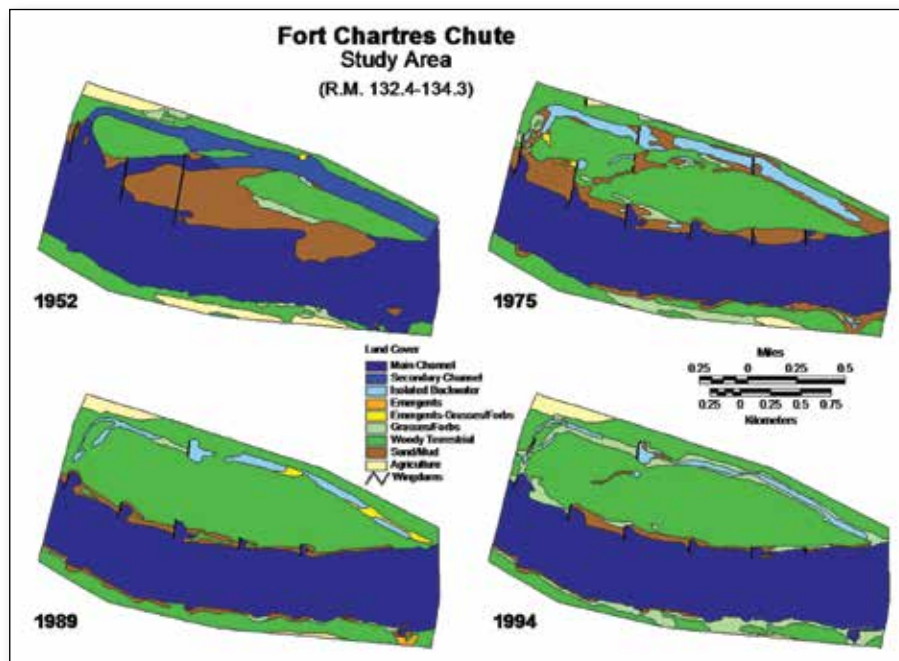 Fort Chartres Chute
Study Area
(R.M. 132.4-134.3)
1952
1975
Land Cover
Main Channel
Secondary Channel
Isolated Backwater
Emergents
Emergents-Grasses/Forbs
Grasses/Forbs
Woody Terrestrial
Sand/Mud
Agriculture
Wingdams
Miles
0.25 0 0.25 0.5
0.25 0 0.25 0.5 0.75
Kilometers
1989
1994